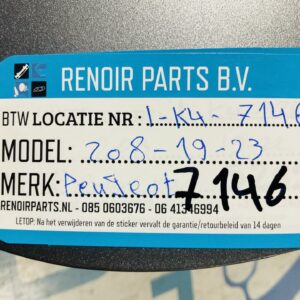 RENOIR PARTS B.V.
BTW LOCATIE NR : 1-K4-7146
MODEL: 208-19-23
MERK: Peugeot 7146
RENOIRPARTS.NL - 085 0603676 - 06 41346994
LETOP: Na het verwijderen van de sticker vervalt de garantie/retourbeleid van 14 dagen